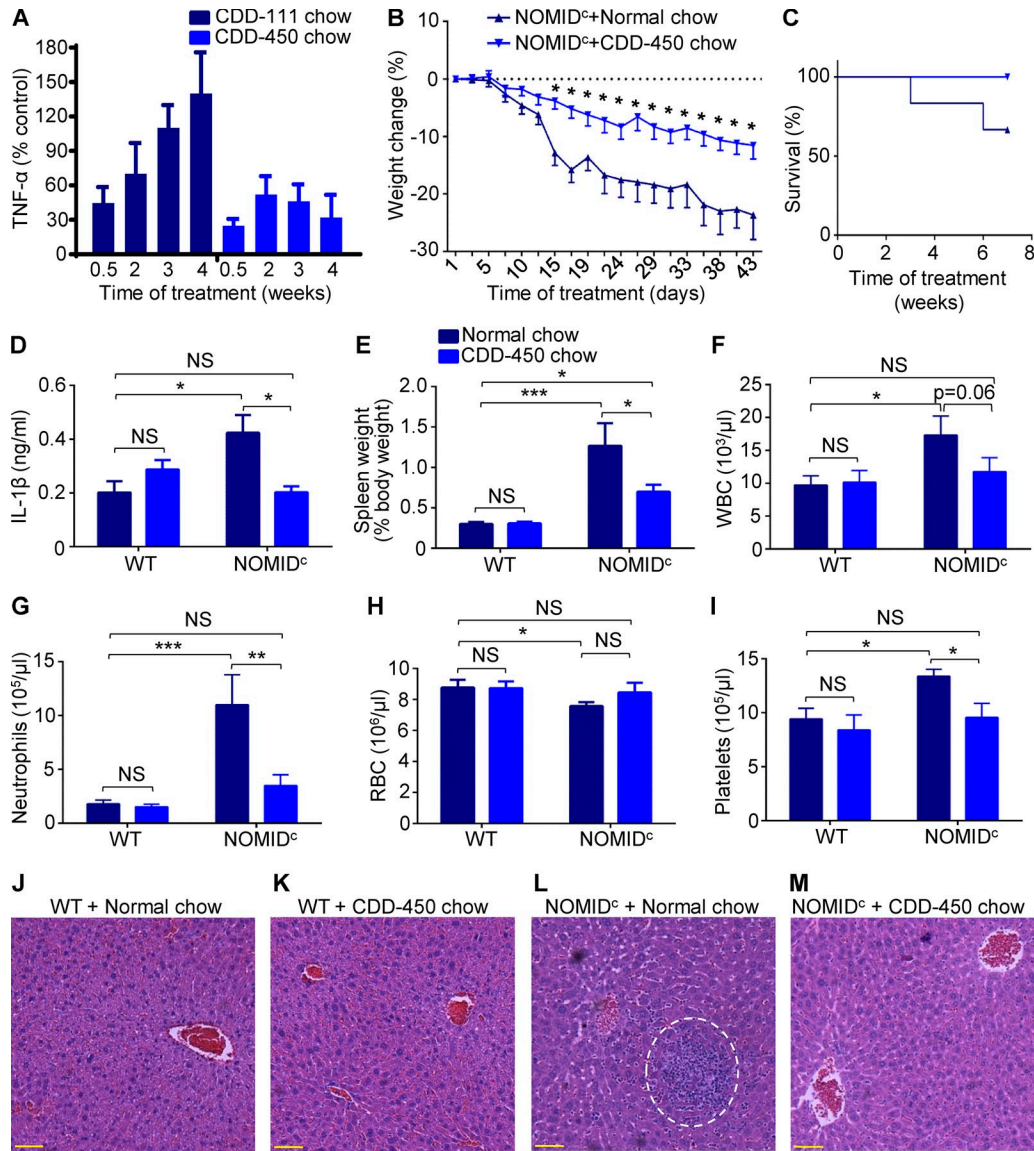 A
CDD-111 chow
CDD-450 chow
TNF-α (% control)
180
150
120
90
60
30
0
0.5 2 3 4 0.5 2 3 4
Time of treatment (weeks)
B
NOMIDᶜ+Normal chow
NOMIDᶜ+CDD-450 chow
Weight change (%)
0
-10
-20
-30
* * * * * * * * * * * * *
1 5 10 15 19 24 29 33 38 43
Time of treatment (days)
C
Survival (%)
100
50
0
0 2 4 6 8
Time of treatment
(weeks)
D
NS
*
*
NS
IL-1β (ng/ml)
0.6
0.4
0.2
0
WT NOMIDᶜ
E
Normal chow
CDD-450 chow
*
***
*
NS
Spleen weight
(% body weight)
2.0
1.5
1.0
0.5
0
WT NOMIDᶜ
F
NS
*
p=0.06
NS
WBC (10³/μl)
25
20
15
10
5
0
WT NOMIDᶜ
G
NS
***
**
NS
Neutrophils (10⁵/μl)
15
10
5
0
WT NOMIDᶜ
H
NS
*
NS
NS
RBC (10⁶/μl)
10
8
6
4
2
0
WT NOMIDᶜ
I
NS
*
*
NS
Platelets (10⁵/μl)
15
10
5
0
WT NOMIDᶜ
J
WT + Normal chow
K
WT + CDD-450 chow
L
NOMIDᶜ + Normal chow
M
NOMIDᶜ + CDD-450 chow